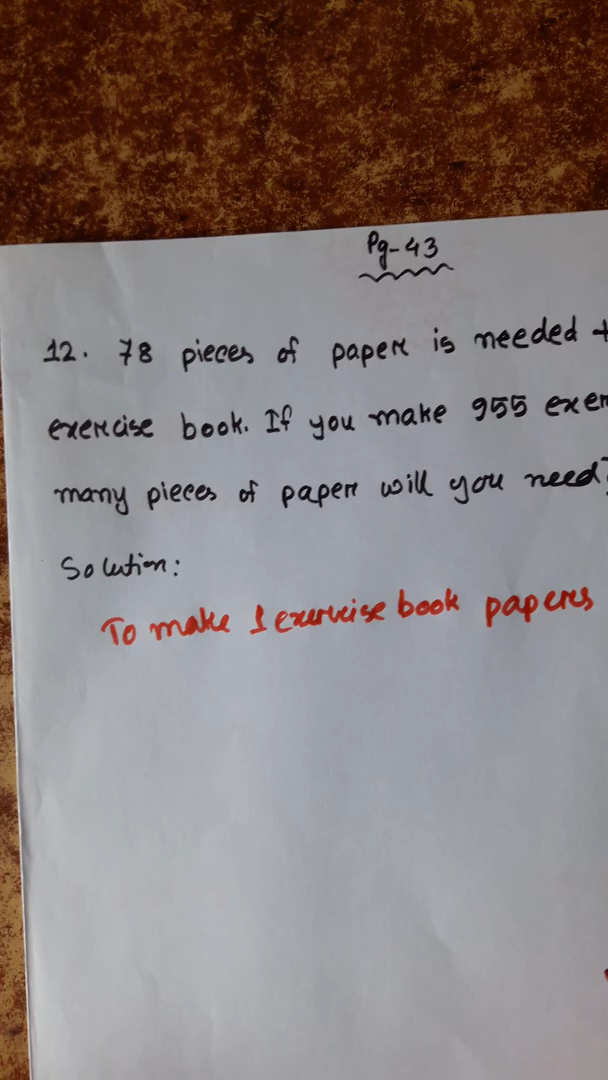 Pg-43
12. 78 pieces of paper is needed
exercise book. If you make 955
many pieces of paper will you need?
Solution:
To make 1 exercise book papers